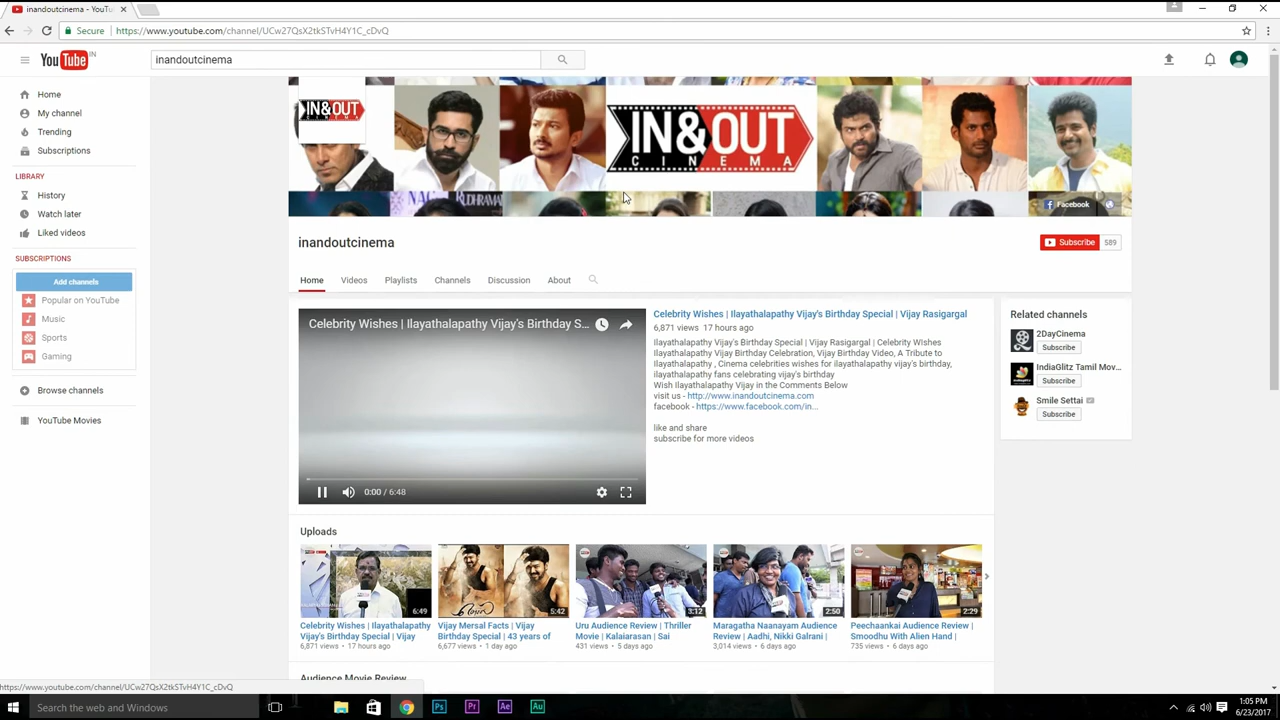 inandoutcinema - YouTube
Secure
https://www.youtube.com/channel/UCw27QsX2tkSTvH4Y1C_cDvQ
YouTube IN
inandoutcinema
Home
My channel
Trending
Subscriptions
LIBRARY
History
Watch later
Liked videos
SUBSCRIPTIONS
Add channels
Popular on YouTube
Music
Sports
Gaming
Browse channels
YouTube Movies
IN&OUT
CINEMA
IN&OUT
CINEMA
Facebook
inandoutcinema
Subscribe 589
Home Videos Playlists Channels Discussion About
Celebrity Wishes | Ilayathalapathy Vijay's Birthday S...
0:00 / 6:48
Celebrity Wishes | Ilayathalapathy Vijay's Birthday Special | Vijay Rasigargal
6,871 views 17 hours ago
Ilayathalapathy Vijay's Birthday Special | Vijay Rasigargal | Celebrity WIshes
Ilayathalapathy Vijay Birthday Celebration, Vijay Birthday Video, A Tribute to
Ilayathalapathy , Cinema celebrities wishes for ilayathalapathy vijay's birthday,
ilayathalapathy fans celebrating vijay's birthday
Wish Ilayathalapathy Vijay in the Comments Below
visit us - http://www.inandoutcinema.com
facebook - https://www.facebook.com/in...
like and share
subscribe for more videos
Related channels
2DayCinema
Subscribe
IndiaGlitz Tamil Mov...
Subscribe
Smile Settai
Subscribe
Uploads
6:49
Celebrity Wishes | Ilayathalapathy
Vijay's Birthday Special | Vijay
6,871 views • 17 hours ago
5:42
Vijay Mersal Facts | Vijay
Birthday Special | 43 years of
6,677 views • 1 day ago
3:12
Uru Audience Review | Thriller
Movie | Kalaiarasan | Sai
431 views • 5 days ago
2:50
Maragatha Naanayam Audience
Review | Aadhi, Nikki Galrani |
3,014 views • 6 days ago
2:29
Peechaankai Audience Review |
Smoodhu With Alien Hand |
735 views • 6 days ago
Audience Movie Review
https://www.youtube.com/channel/UCw27QsX2tkSTvH4Y1C_cDvQ
Search the web and Windows
Ps
Pr
Ae
Au
1:05 PM
6/23/2017